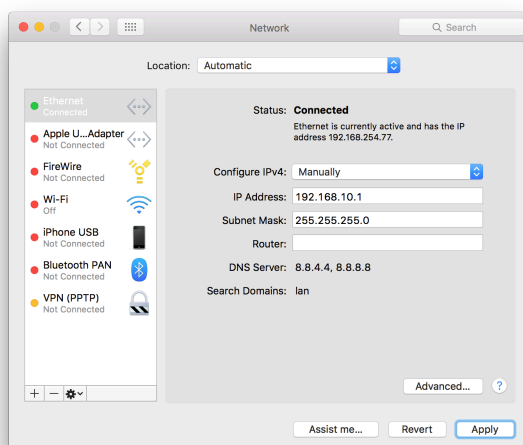 Network
Search
Location: Automatic
Ethernet
Connected
Apple U...Adapter
Not Connected
FireWire
Not Connected
Wi-Fi
Off
iPhone USB
Not Connected
Bluetooth PAN
Not Connected
VPN (PPTP)
Not Connected
Status: Connected
Ethernet is currently active and has the IP
address 192.168.254.77.
Configure IPv4: Manually
IP Address: 192.168.10.1
Subnet Mask: 255.255.255.0
Router:
DNS Server: 8.8.4.4, 8.8.8.8
Search Domains: lan
Advanced... ?
Assist me... Revert Apply